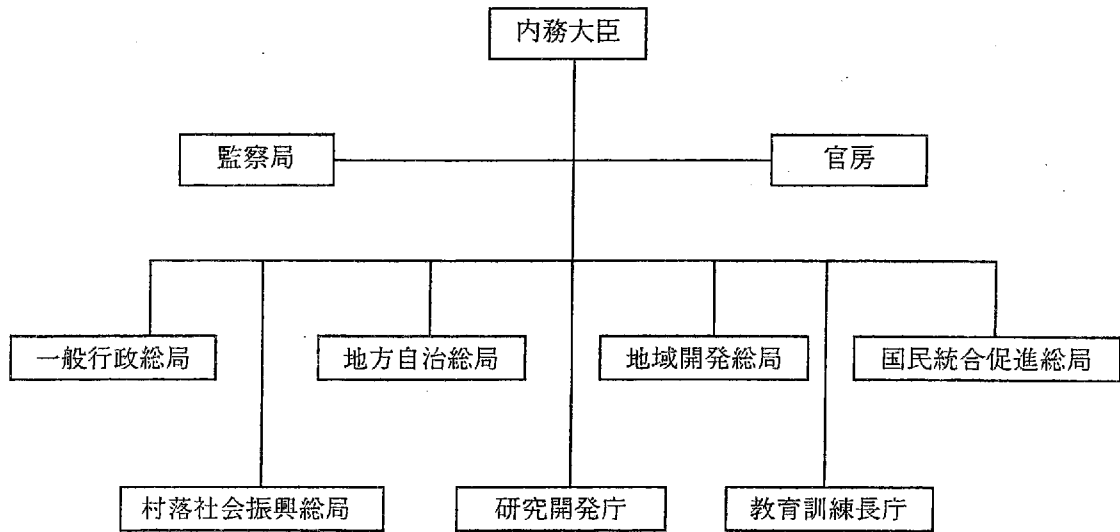 内務大臣
監察局
官房
一般行政総局
地方自治総局
地域開発総局
国民統合促進総局
村落社会振興総局
研究開発庁
教育訓練長庁